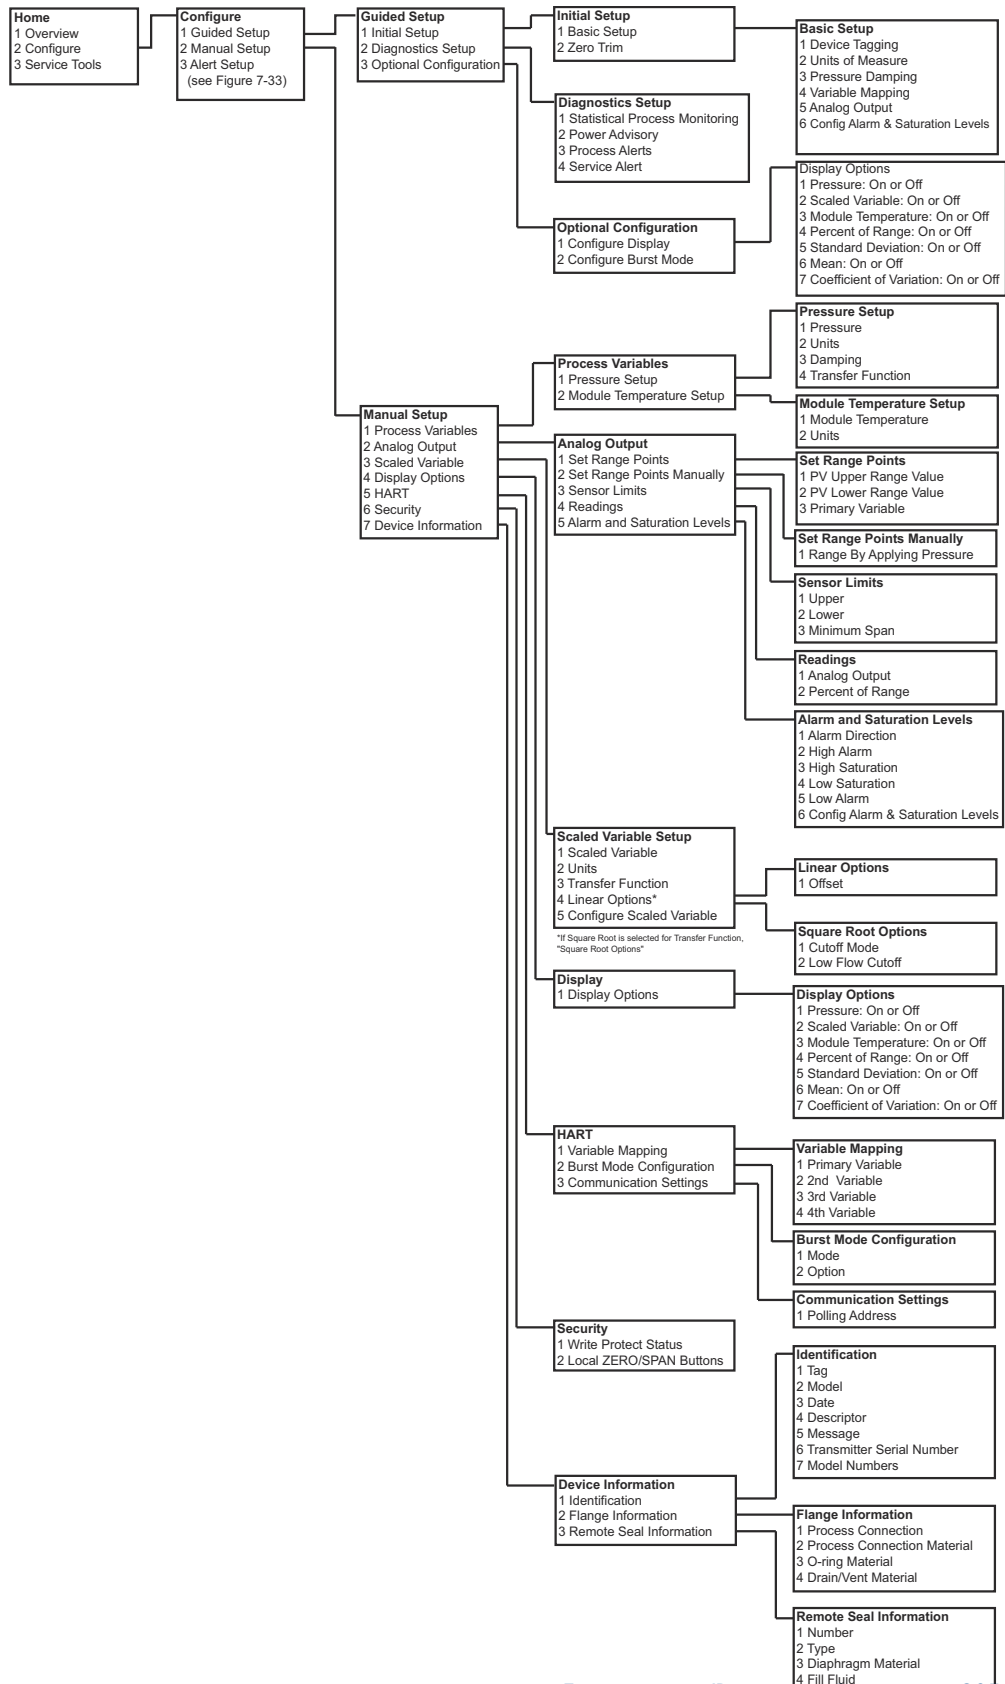 Home
1 Overview
2 Configure
3 Service Tools
Configure
1 Guided Setup
2 Manual Setup
3 Alert Setup
(see Figure 7-33)
Guided Setup
1 Initial Setup
2 Diagnostics Setup
3 Optional Configuration
Initial Setup
1 Basic Setup
2 Zero Trim
Basic Setup
1 Device Tagging
2 Units of Measure
3 Pressure Damping
4 Variable Mapping
5 Analog Output
6 Config Alarm & Saturation Levels
Diagnostics Setup
1 Statistical Process Monitoring
2 Power Advisory
3 Process Alerts
4 Service Alert
Optional Configuration
1 Configure Display
2 Configure Burst Mode
Display Options
1 Pressure: On or Off
2 Scaled Variable: On or Off
3 Module Temperature: On or Off
4 Percent of Range: On or Off
5 Standard Deviation: On or Off
6 Mean: On or Off
7 Coefficient of Variation: On or Off
Manual Setup
1 Process Variables
2 Analog Output
3 Scaled Variable
4 Display Options
5 HART
6 Security
7 Device Information
Process Variables
1 Pressure Setup
2 Module Temperature Setup
Pressure Setup
1 Pressure
2 Units
3 Damping
4 Transfer Function
Module Temperature Setup
1 Module Temperature
2 Units
Analog Output
1 Set Range Points
2 Set Range Points Manually
3 Sensor Limits
4 Readings
5 Alarm and Saturation Levels
Set Range Points
1 PV Upper Range Value
2 PV Lower Range Value
3 Primary Variable
Set Range Points Manually
1 Range By Applying Pressure
Sensor Limits
1 Upper
2 Lower
3 Minimum Span
Readings
1 Analog Output
2 Percent of Range
Alarm and Saturation Levels
1 Alarm Direction
2 High Alarm
3 High Saturation
4 Low Saturation
5 Low Alarm
6 Config Alarm & Saturation Levels
Scaled Variable Setup
1 Scaled Variable
2 Units
3 Transfer Function
4 Linear Options*
5 Configure Scaled Variable
*If Square Root is selected for Transfer Function,
"Square Root Options"
Linear Options
1 Offset
Square Root Options
1 Cutoff Mode
2 Low Flow Cutoff
Display
1 Display Options
Display Options
1 Pressure: On or Off
2 Scaled Variable: On or Off
3 Module Temperature: On or Off
4 Percent of Range: On or Off
5 Standard Deviation: On or Off
6 Mean: On or Off
7 Coefficient of Variation: On or Off
HART
1 Variable Mapping
2 Burst Mode Configuration
3 Communication Settings
Variable Mapping
1 Primary Variable
2 2nd Variable
3 3rd Variable
4 4th Variable
Burst Mode Configuration
1 Mode
2 Option
Communication Settings
1 Polling Address
Security
1 Write Protect Status
2 Local ZERO/SPAN Buttons
Identification
1 Tag
2 Model
3 Date
4 Descriptor
5 Message
6 Transmitter Serial Number
7 Model Numbers
Device Information
1 Identification
2 Flange Information
3 Remote Seal Information
Flange Information
1 Process Connection
2 Process Connection Material
3 O-ring Material
4 Drain/Vent Material
Remote Seal Information
1 Number
2 Type
3 Diaphragm Material
4 Fill Fluid